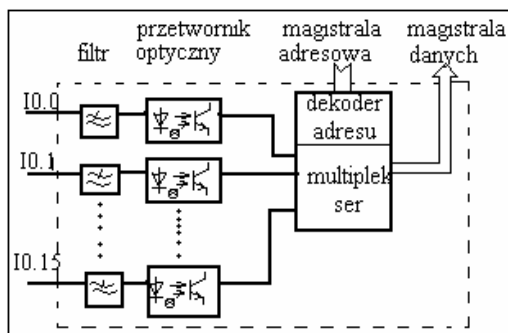 filtr
przetwornik
optyczny
magistrala
adresowa
magistrala
danych
I0.0
dekoder
adresu
I0.1
multiplek
ser
I0.15